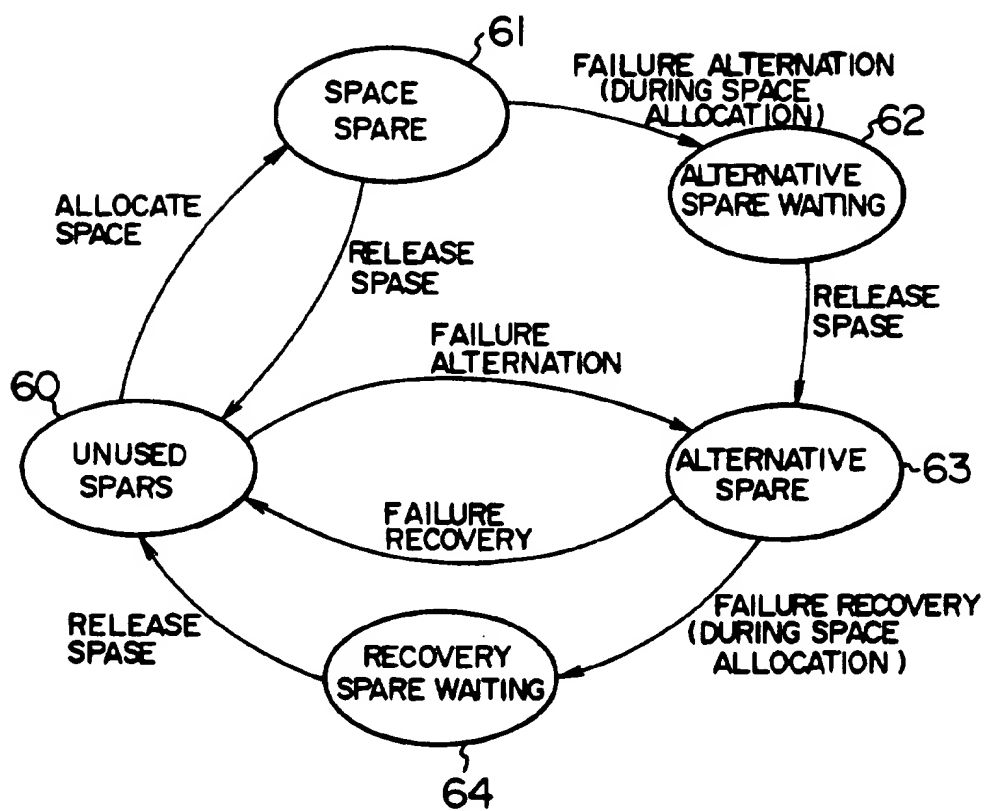 61
SPACE
SPARE
FAILURE ALTERNATION
(DURING SPACE
ALLOCATION)
62
ALTERNATIVE
SPARE WAITING
ALLOCATE
SPACE
RELEASE
SPASE
RELEASE
SPASE
FAILURE
ALTERNATION
60
UNUSED
SPARS
ALTERNATIVE
SPARE
63
FAILURE
RECOVERY
RELEASE
SPASE
RECOVERY
SPARE WAITING
FAILURE RECOVERY
(DURING SPACE
ALLOCATION)
64